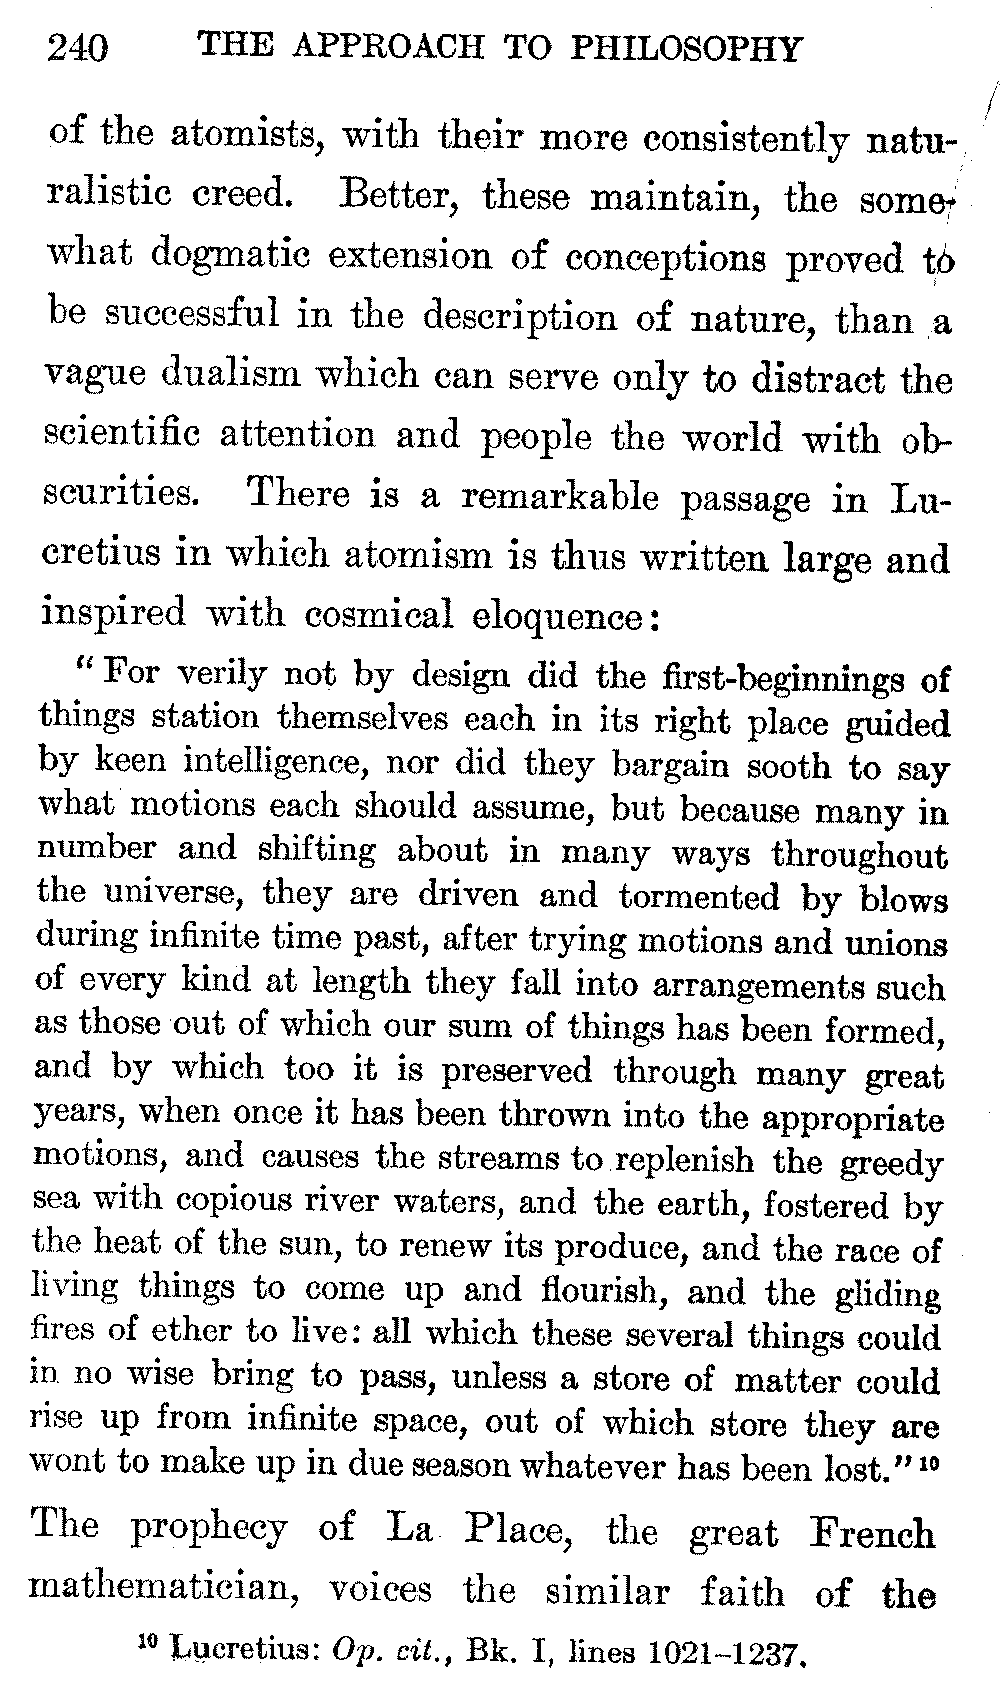 240 THE APPROACH TO PHILOSOPHY
of the atomists, with their more consistently natu-
ralistic creed. Better, these maintain, the some-
what dogmatic extension of conceptions proved to
be successful in the description of nature, than a
vague dualism which can serve only to distract the
scientific attention and people the world with ob-
scurities. There is a remarkable passage in Lu-
cretius in which atomism is thus written large and
inspired with cosmical eloquence:
“For verily not by design did the first-beginnings of
things station themselves each in its right place guided
by keen intelligence, nor did they bargain sooth to say
what motions each should assume, but because many in
number and shifting about in many ways throughout
the universe, they are driven and tormented by blows
during infinite time past, after trying motions and unions
of every kind at length they fall into arrangements such
as those out of which our sum of things has been formed,
and by which too it is preserved through many great
years, when once it has been thrown into the appropriate
motions, and causes the streams to replenish the greedy
sea with copious river waters, and the earth, fostered by
the heat of the sun, to renew its produce, and the race of
living things to come up and flourish, and the gliding
fires of ether to live: all which these several things could
in no wise bring to pass, unless a store of matter could
rise up from infinite space, out of which store they are
wont to make up in due season whatever has been lost.” 10
The prophecy of La Place, the great French
mathematician, voices the similar faith of the
10 Lucretius: Op. cit., Bk. I, lines 1021–1237.